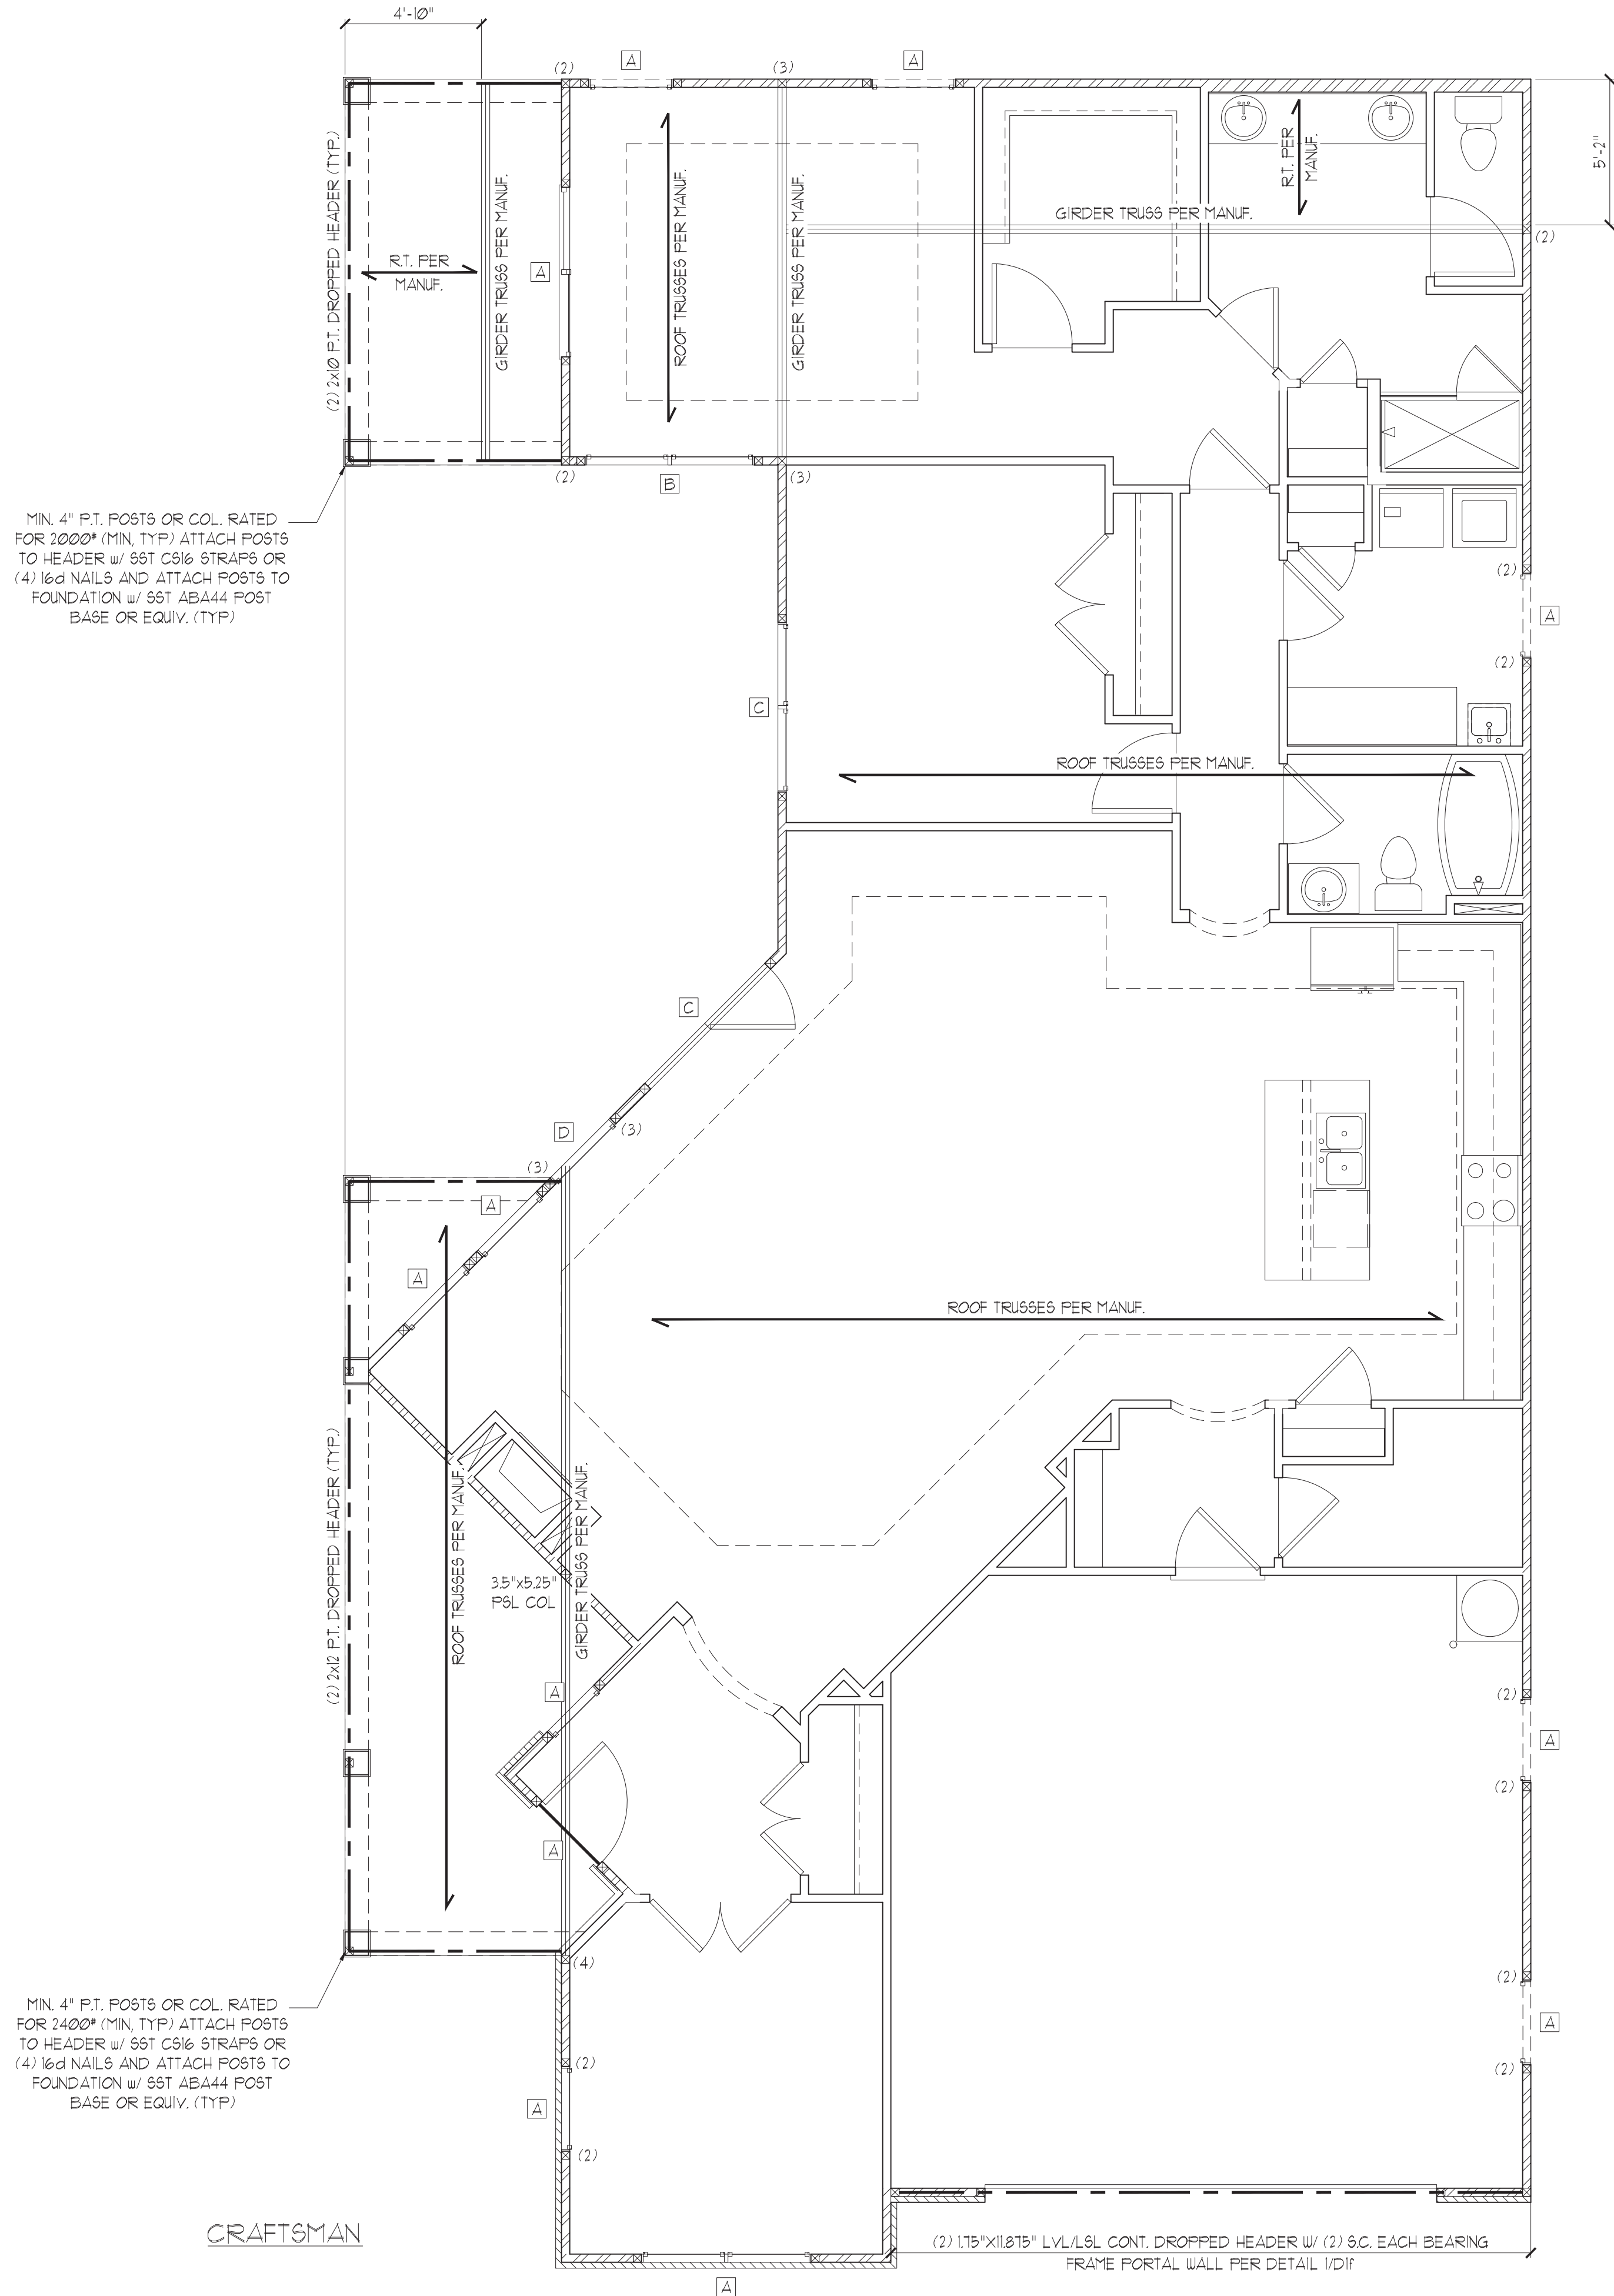 4'-10"
(2)
A
(3)
A
5'-2"
(2) 2x10 P.T. DROPPED HEADER (TYP.)
R.T. PER
MANUF.
GIRDER TRUSS PER MANUF.
A
ROOF TRUSSES PER MANUF.
GIRDER TRUSS PER MANUF.
R.T. PER
MANUF.
GIRDER TRUSS PER MANUF.
(2)
(2)
B
(3)
MIN. 4" P.T. POSTS OR COL. RATED
FOR 2000# (MIN, TYP) ATTACH POSTS
TO HEADER w/ SST CS16 STRAPS OR
(4) 16d NAILS AND ATTACH POSTS TO
FOUNDATION w/ SST ABA44 POST
BASE OR EQUIV. (TYP)
(2)
A
(2)
C
ROOF TRUSSES PER MANUF.
C
D
(3)
(3)
A
A
ROOF TRUSSES PER MANUF.
(2) 2x12 P.T. DROPPED HEADER (TYP.)
ROOF TRUSSES PER MANUF.
3.5"x5.25"
PSL COL
GIRDER TRUSS PER MANUF.
A
(2)
A
(2)
A
(4)
(2)
A
(2)
MIN. 4" P.T. POSTS OR COL. RATED
FOR 2400# (MIN, TYP) ATTACH POSTS
TO HEADER w/ SST CS16 STRAPS OR
(4) 16d NAILS AND ATTACH POSTS TO
FOUNDATION w/ SST ABA44 POST
BASE OR EQUIV. (TYP)
(2)
A
(2)
CRAFTSMAN
(2) 1.75"X11.875" LVL/LSL CONT. DROPPED HEADER W/ (2) S.C. EACH BEARING
FRAME PORTAL WALL PER DETAIL 1/D1f
A